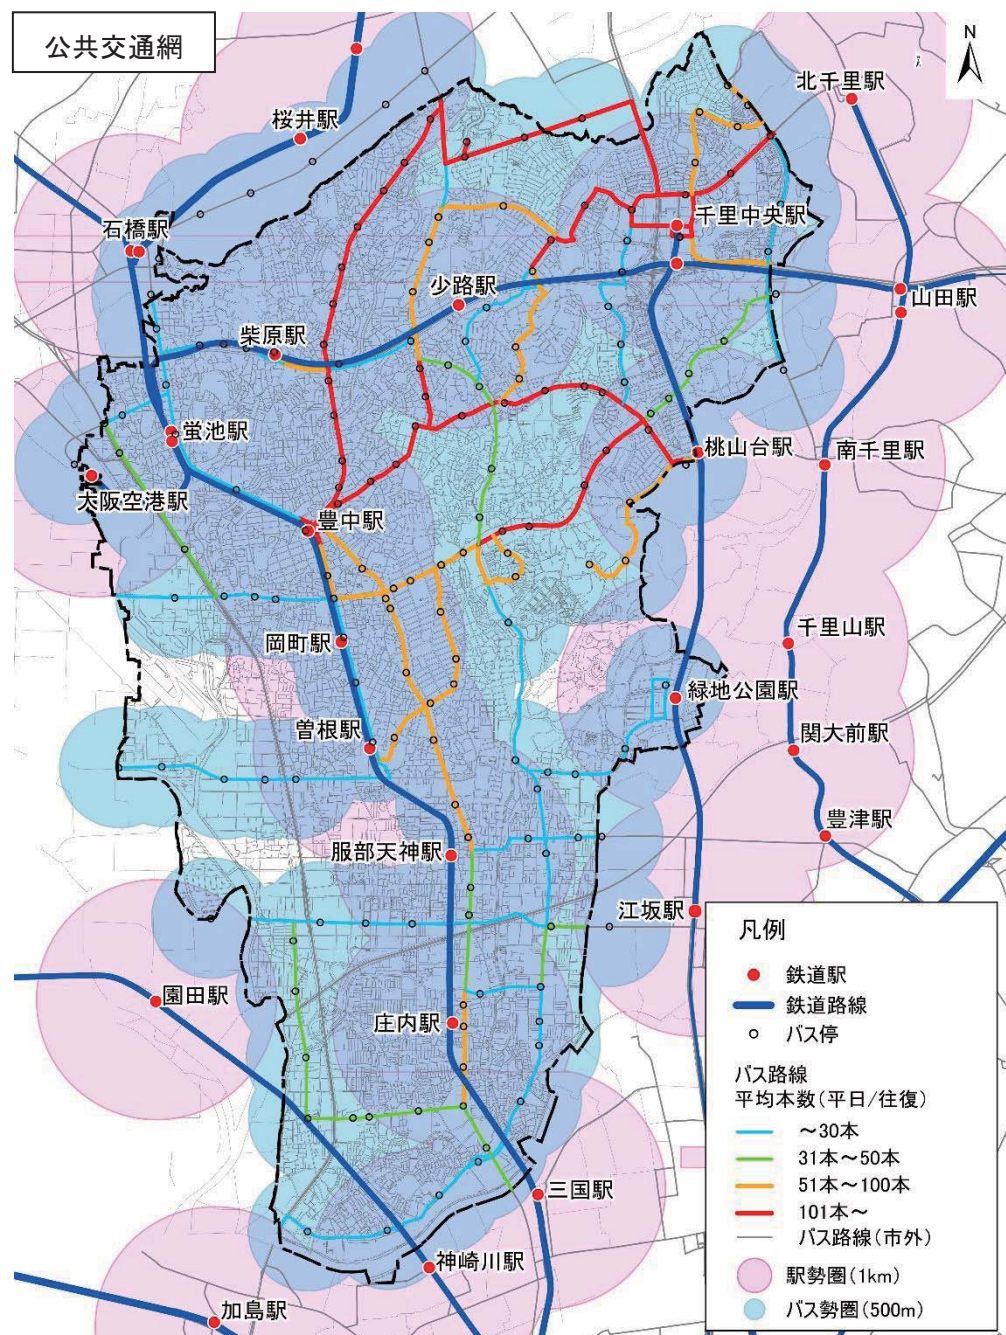 公共交通網
N
北千里駅
桜井駅
石橋駅
千里中央駅
少路駅
山田駅
柴原駅
蛍池駅
桃山台駅
南千里駅
大阪空港駅
豊中駅
岡町駅
千里山駅
緑地公園駅
曽根駅
関大前駅
豊津駅
服部天神駅
江坂駅
園田駅
庄内駅
三国駅
神崎川駅
加島駅
凡例
鉄道駅
鉄道路線
バス停
バス路線
平均本数(平日/往復)
～30本
31本～50本
51本～100本
101本～
バス路線(市外)
駅勢圏(1km)
バス勢圏(500m)